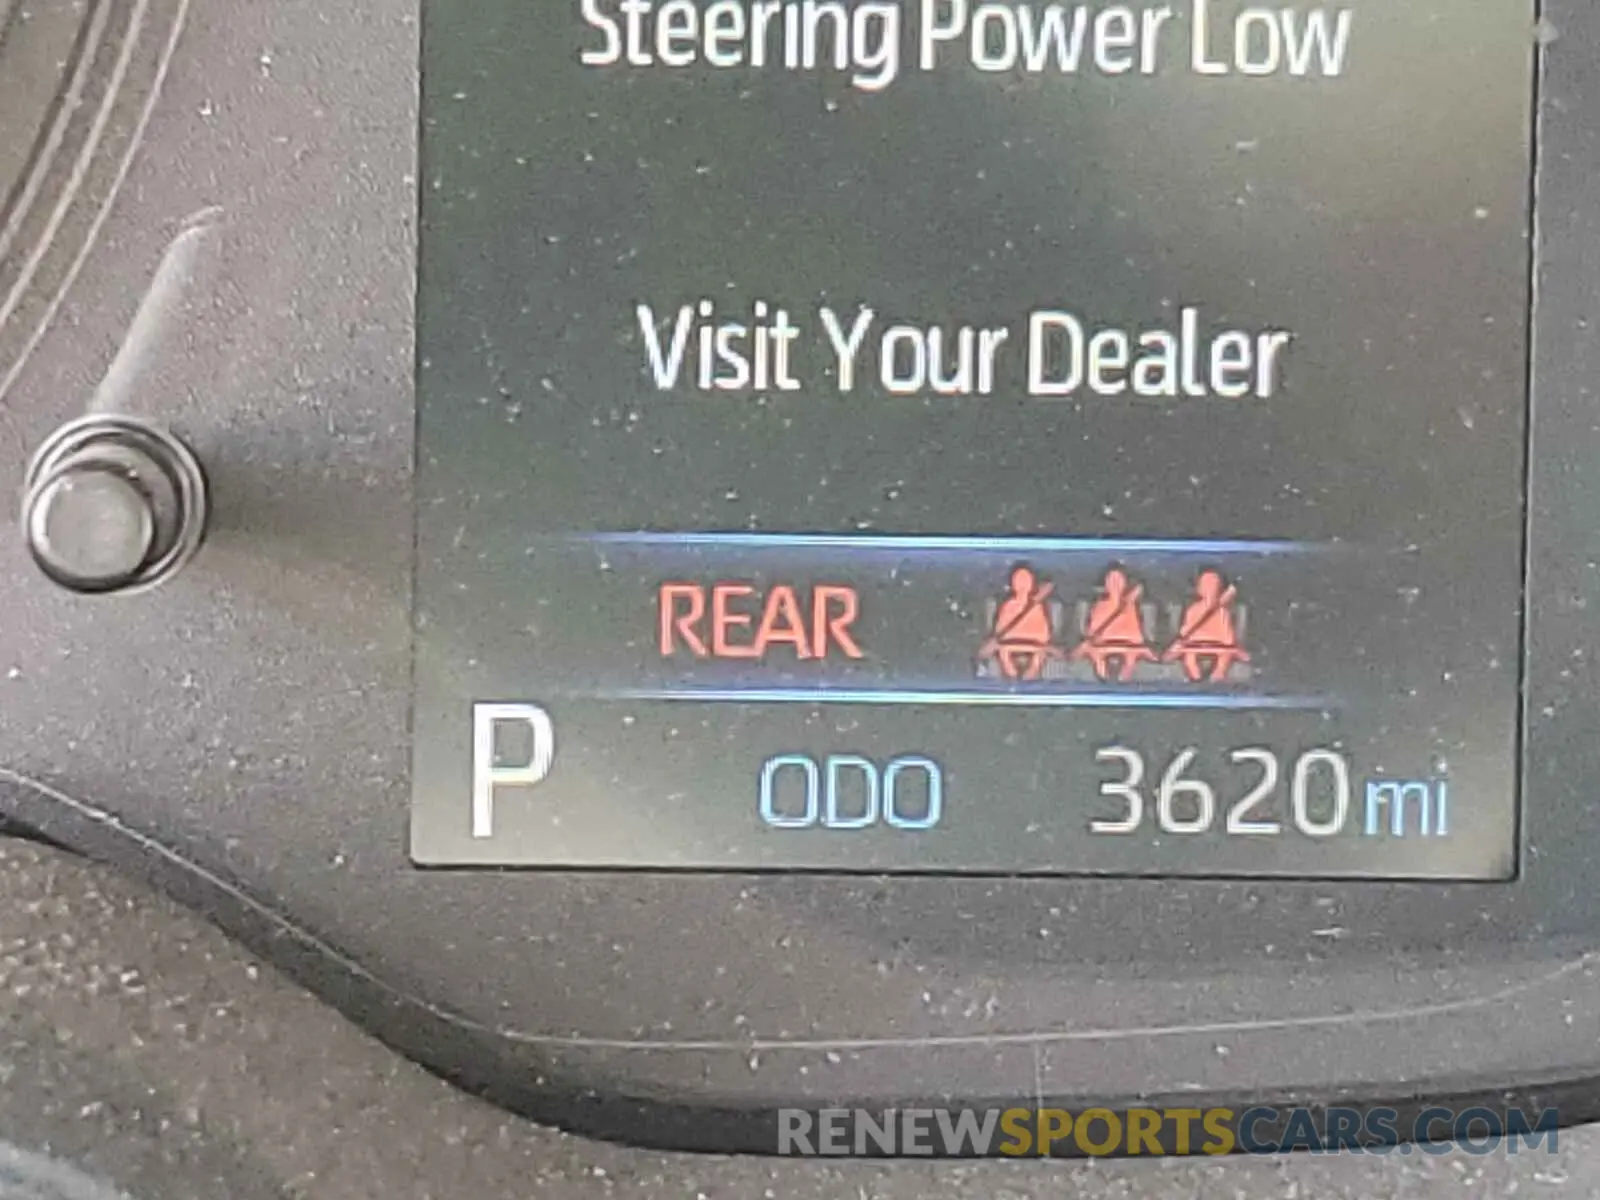 Steering Power Low
Visit Your Dealer
REAR
P ODO 3620 mi
RENEWSPORTSCARS.COM